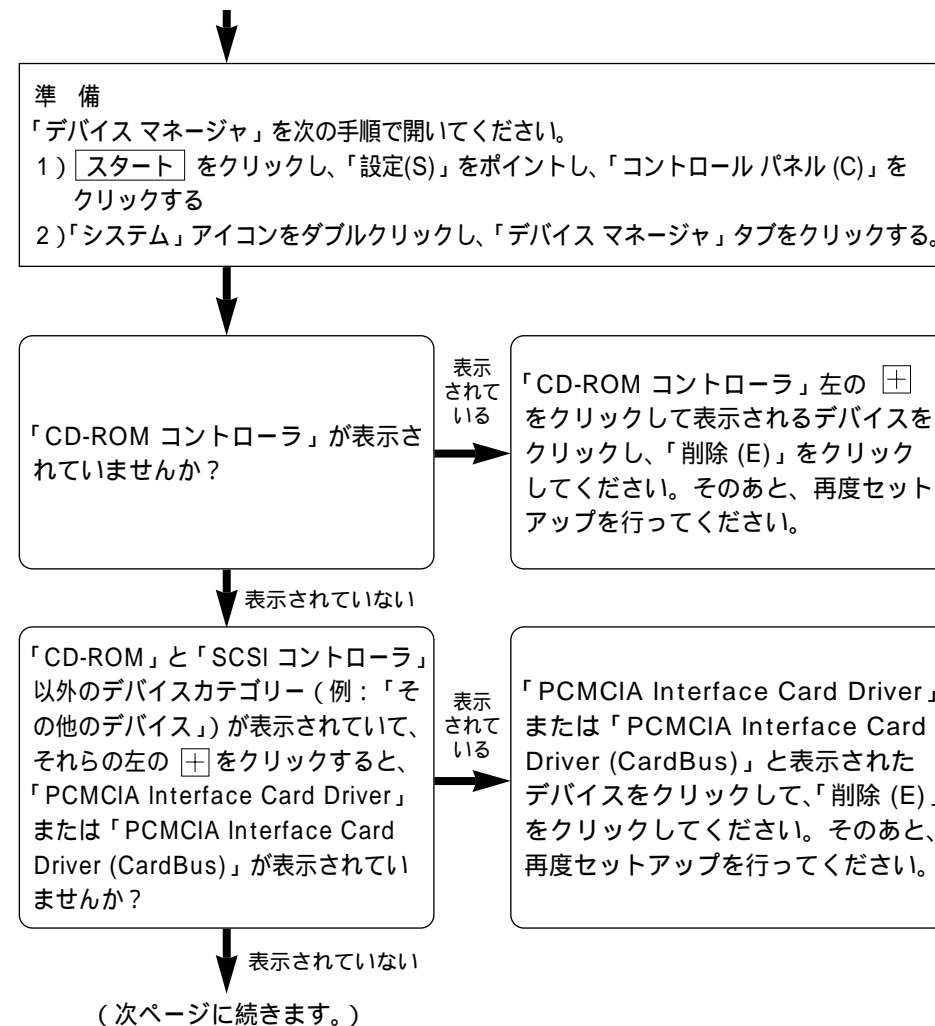 準 備
「デバイス マネージャ」を次の手順で開いてください。
1）スタート をクリックし、「設定(S)」をポイントし、「コントロール パネル (C)」を
クリックする
2）「システム」アイコンをダブルクリックし、「デバイス マネージャ」タブをクリックする。
「CD-ROM コントローラ」が表示さ
れていませんか？
表示
されて
いる
「CD-ROM コントローラ」左の +
をクリックして表示されるデバイスを
クリックし、「削除 (E)」をクリック
してください。そのあと、再度セット
アップを行ってください。
表示されていない
「CD-ROM」と「SCSI コントローラ」
以外のデバイスカテゴリー（例：「そ
の他のデバイス」）が表示されていて、
それらの左の + をクリックすると、
「PCMCIA Interface Card Driver」
または「PCMCIA Interface Card
Driver (CardBus)」が表示されてい
ませんか？
表示
されて
いる
「PCMCIA Interface Card Driver」
または「PCMCIA Interface Card
Driver (CardBus)」と表示された
デバイスをクリックして、「削除 (E)」
をクリックしてください。そのあと、
再度セットアップを行ってください。
表示されていない
（次ページに続きます。）